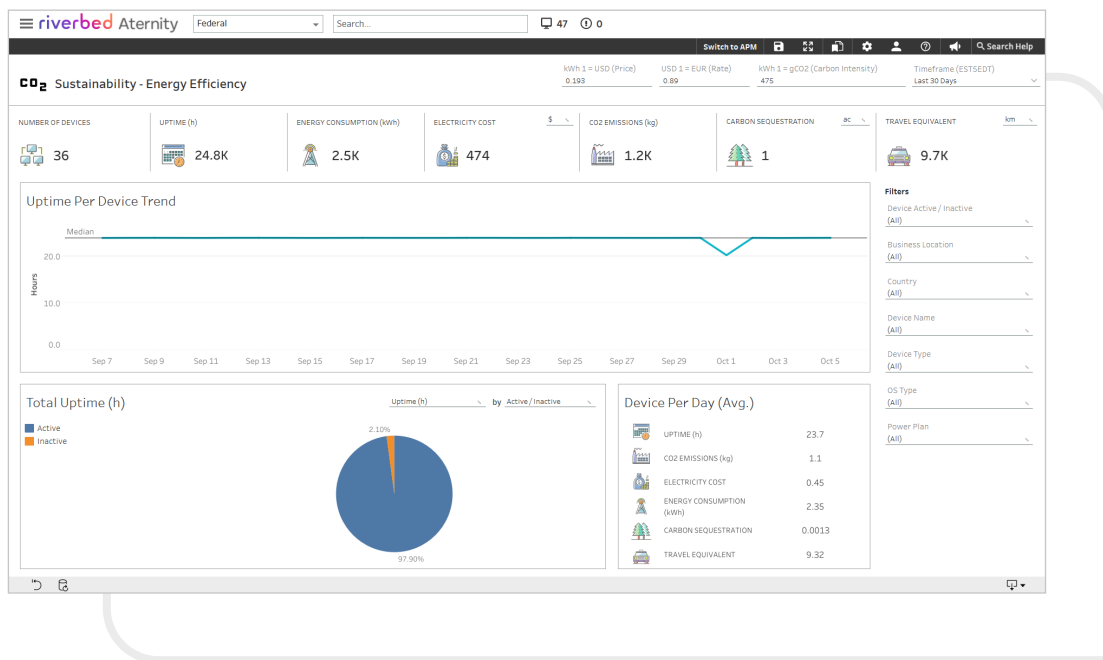 riverbed Aternity Federal Search... 47 0
Switch to APM Search Help
CO2 Sustainability - Energy Efficiency
kWh 1 = USD (Price) USD 1 = EUR (Rate) kWh 1 = gCO2 (Carbon Intensity) Timeframe (ESTSEDT)
0.193 0.89 475 Last 30 Days
NUMBER OF DEVICES UPTIME (h) ENERGY CONSUMPTION (kWh) ELECTRICITY COST $ CO2 EMISSIONS (kg) CARBON SEQUESTRATION ac TRAVEL EQUIVALENT km
36 24.8K 2.5K 474 1.2K 1 9.7K
Uptime Per Device Trend
Median
20.0
10.0
0.0
Hours
Sep 7 Sep 9 Sep 11 Sep 13 Sep 15 Sep 17 Sep 19 Sep 21 Sep 23 Sep 25 Sep 27 Sep 29 Oct 1 Oct 3 Oct 5
Filters
Device Active / Inactive
(All)
Business Location
(All)
Country
(All)
Device Name
(All)
Device Type
(All)
OS Type
(All)
Power Plan
(All)
Total Uptime (h)
Uptime (h) by Active / Inactive
Active
Inactive
2.10%
97.90%
Device Per Day (Avg.)
UPTIME (h) 23.7
CO2 EMISSIONS (kg) 1.1
ELECTRICITY COST 0.45
ENERGY CONSUMPTION
(kWh) 2.35
CARBON SEQUESTRATION 0.0013
TRAVEL EQUIVALENT 9.32